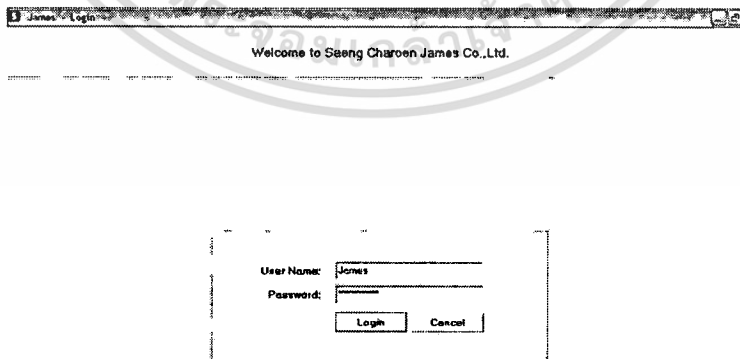 James - Login
Welcome to Saeng Charoen James Co.,Ltd.
User Name: James
Password:
Login Cancel